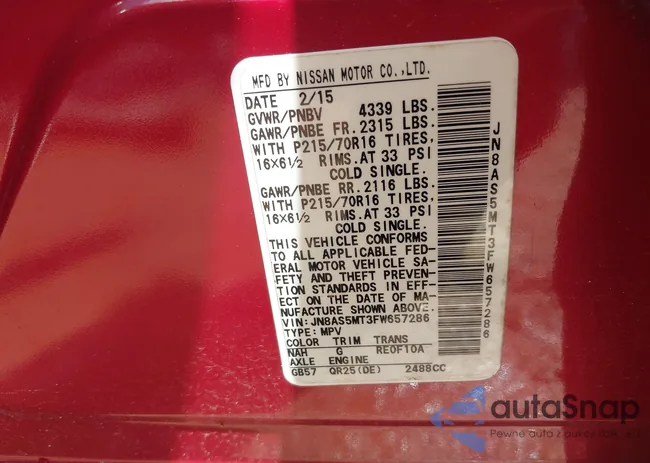 MFD BY NISSAN MOTOR CO.,LTD.
DATE 2/15
GVWR/PNBV 4339 LBS.
GAWR/PNBE FR. 2315 LBS.
WITH P215/70R16 TIRES,
16X6½ RIMS.AT 33 PSI
COLD SINGLE.
GAWR/PNBE RR. 2116 LBS.
WITH P215/70R16 TIRES,
16X6½ RIMS.AT 33 PSI
COLD SINGLE.
THIS VEHICLE CONFORMS
TO ALL APPLICABLE FED-
ERAL MOTOR VEHICLE SA-
FETY AND THEFT PREVEN-
TION STANDARDS IN EFF-
ECT ON THE DATE OF MA-
NUFACTURE SHOWN ABOVE.
VIN:JN8AS5MT3FW657286
TYPE:MPV
COLOR TRIM TRANS
NAH G RE0F10A
AXLE ENGINE
GB57 QR25(DE) 2488CC
JN8AS5MT3FW657286
autaSnap
Pewne auto z